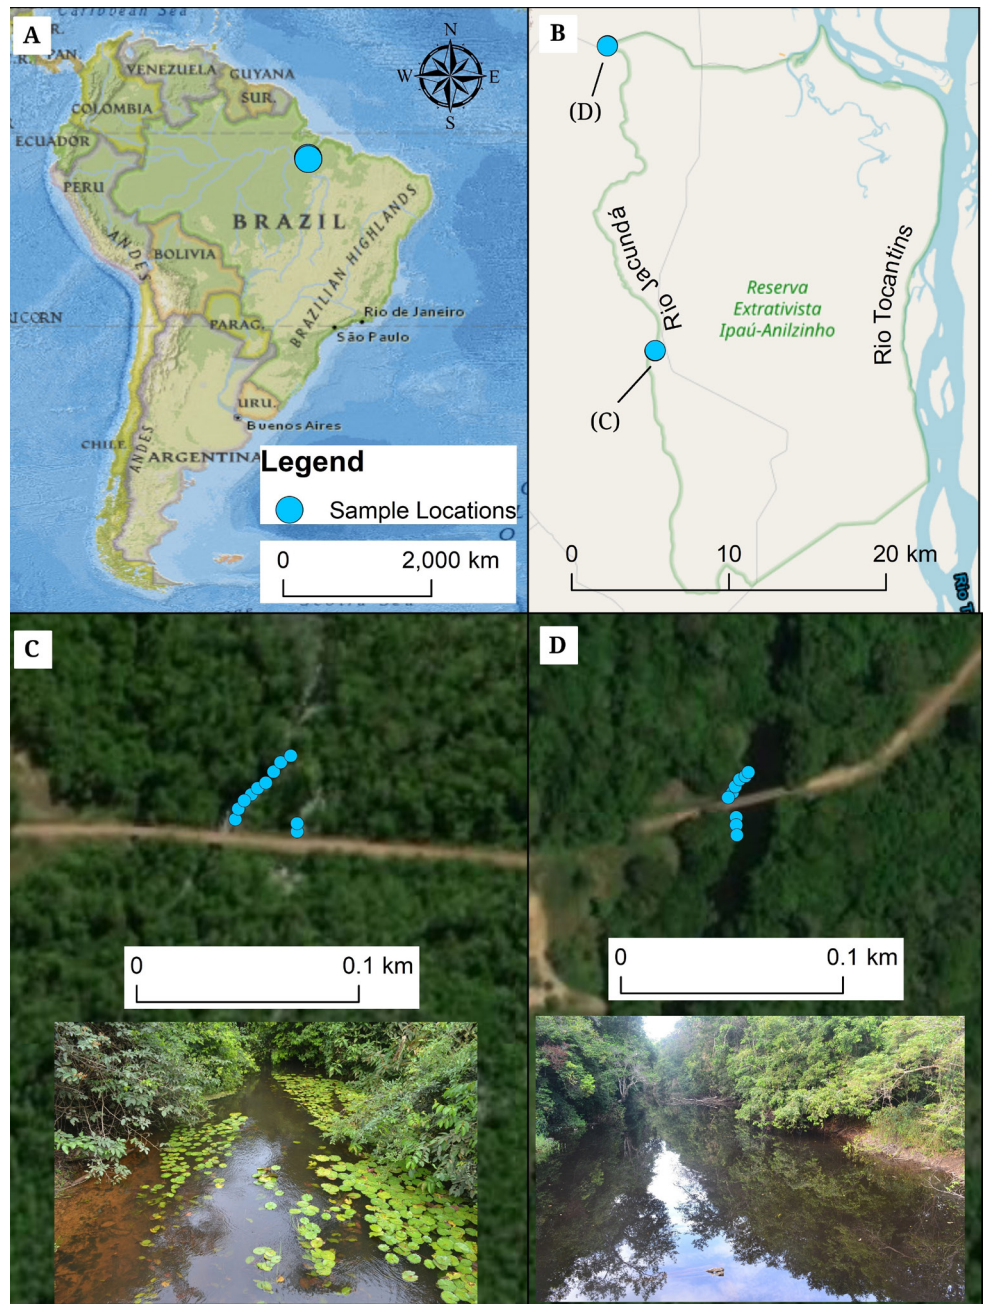 A
Caribbean Sea
N
W
E
S
R.
R.
PAN.
VENEZUELA
GUYANA
SUR.
COLOMBIA
ECUADOR
PERU
BRAZIL
ANDES
BOLIVIA
BRAZILIAN HIGHLANDS
PARAG.
Rio de Janeiro
São Paulo
URU.
Buenos Aires
CHILE
ANDES
ARGENTINA
Legend
Sample Locations
0
2,000 km
B
(D)
Rio Jacundá
Reserva
Extrativista
Ipaú-Anilzinho
Rio Tocantins
(C)
0
10
20 km
C
0
0.1 km
D
0
0.1 km